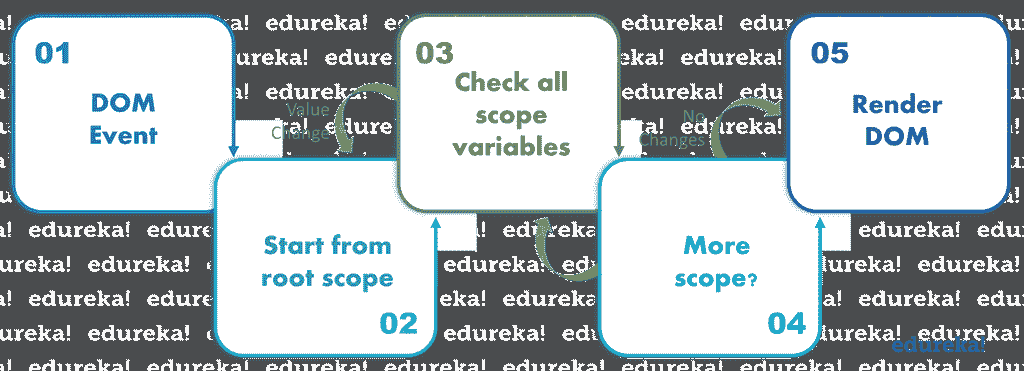 01
DOM
Event
Start from
root scope
02
Value
Change
03
Check all
scope
variables
More
scope?
04
No
Changes
05
Render
DOM
edureka!